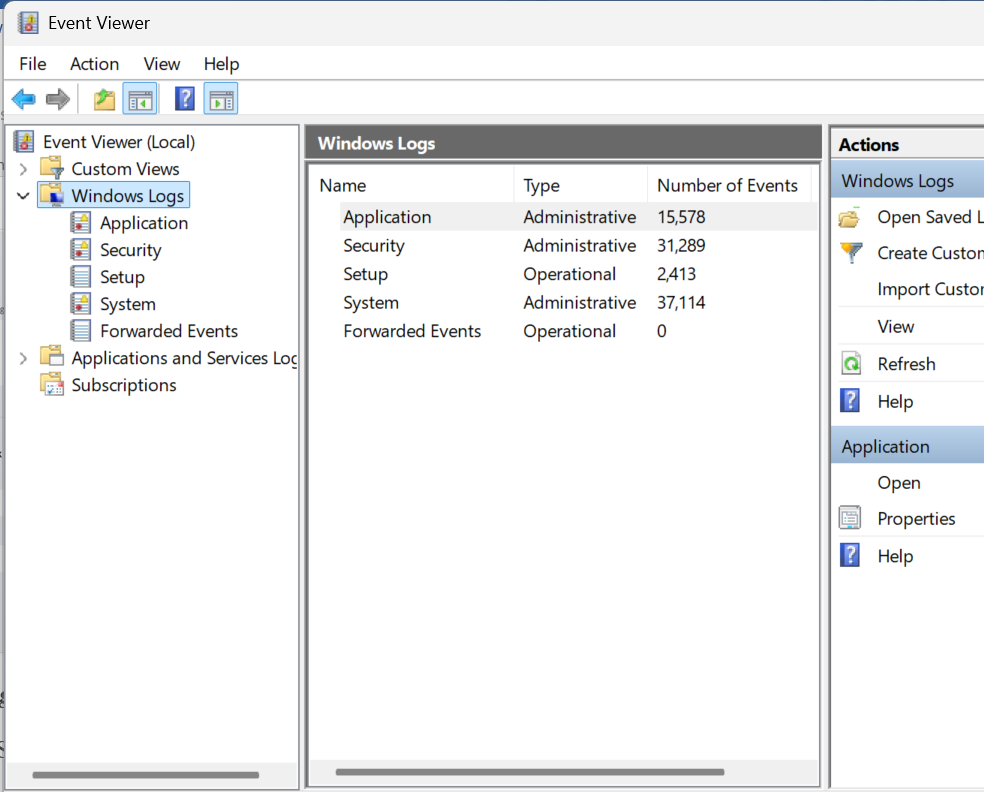 Event Viewer
File Action View Help
Event Viewer (Local)
Custom Views
Windows Logs
Application
Security
Setup
System
Forwarded Events
Applications and Services Log
Subscriptions
Windows Logs
Name Type Number of Events
Application Administrative 15,578
Security Administrative 31,289
Setup Operational 2,413
System Administrative 37,114
Forwarded Events Operational 0
Actions
Windows Logs
Open Saved L
Create Custom
Import Custom
View
Refresh
Help
Application
Open
Properties
Help